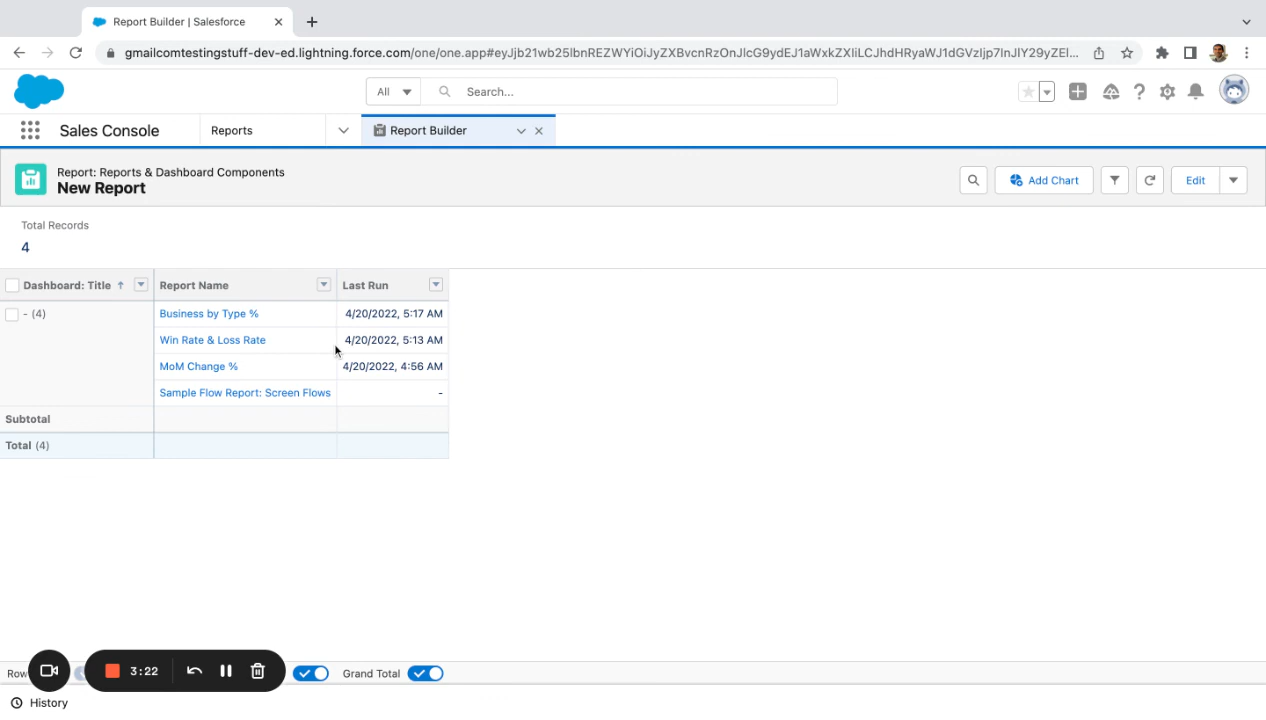 Report Builder | Salesforce
gmailcomtestingstuff-dev-ed.lightning.force.com/one/one.app#eyJjb21wb25lbnREZWYiOiJyZXBvcnRzOnJlcG9ydEJ1aWxkZXIiLCJhdHRyaWJ1dGVzIjp7InJlY29yZEl...
All
Search...
Sales Console
Reports
Report Builder
Report: Reports & Dashboard Components
New Report
Add Chart
Edit
Total Records
4
Dashboard: Title ↑
Report Name
Last Run
- (4)
Business by Type %
4/20/2022, 5:17 AM
Win Rate & Loss Rate
4/20/2022, 5:13 AM
MoM Change %
4/20/2022, 4:56 AM
Sample Flow Report: Screen Flows
-
Subtotal
Total (4)
Row
3:22
Grand Total
History